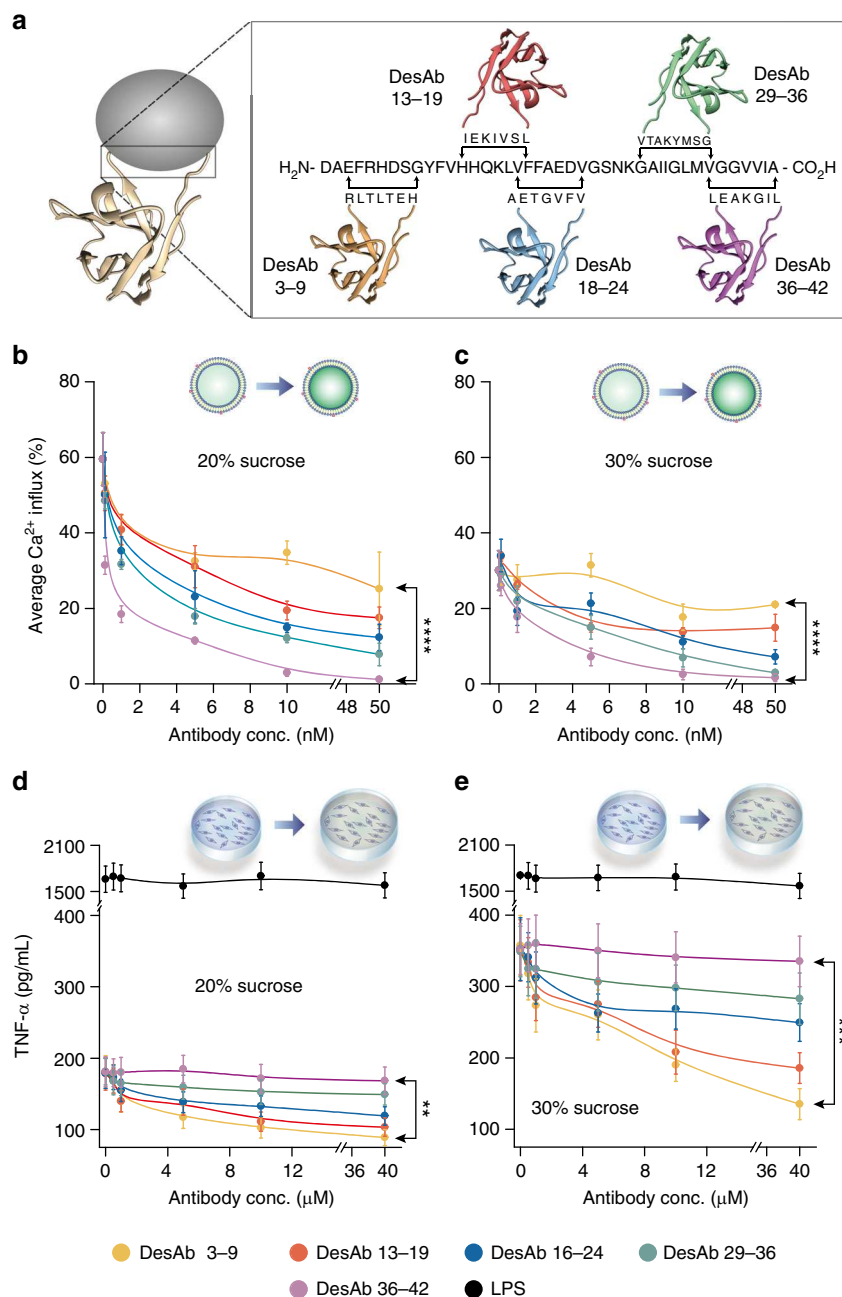 a
DesAb
13–19
DesAb
29–36
IEKIVSL
VTAKYMSG
H2N- DAEFRHDSGYFVHHQKLVFFAEDVGSNKGAIIGLMVGGVVIA - CO2H
RLTLTEH
AETGVFV
LEAKGIL
DesAb
3–9
DesAb
18–24
DesAb
36–42
b
c
80
60
40
20
0
Average Ca2+ influx (%)
20% sucrose
****
0 2 4 6 8 10 48 50
Antibody conc. (nM)
80
60
40
20
0
30% sucrose
****
0 2 4 6 8 10 48 50
Antibody conc. (nM)
d
e
2100
1500
400
300
200
100
TNF-α (pg/mL)
20% sucrose
**
0 4 8 12 36 40
Antibody conc. (μM)
2100
1500
400
300
200
100
30% sucrose
***
0 4 8 12 36 40
Antibody conc. (μM)
DesAb 3–9
DesAb 13–19
DesAb 16–24
DesAb 29–36
DesAb 36–42
LPS